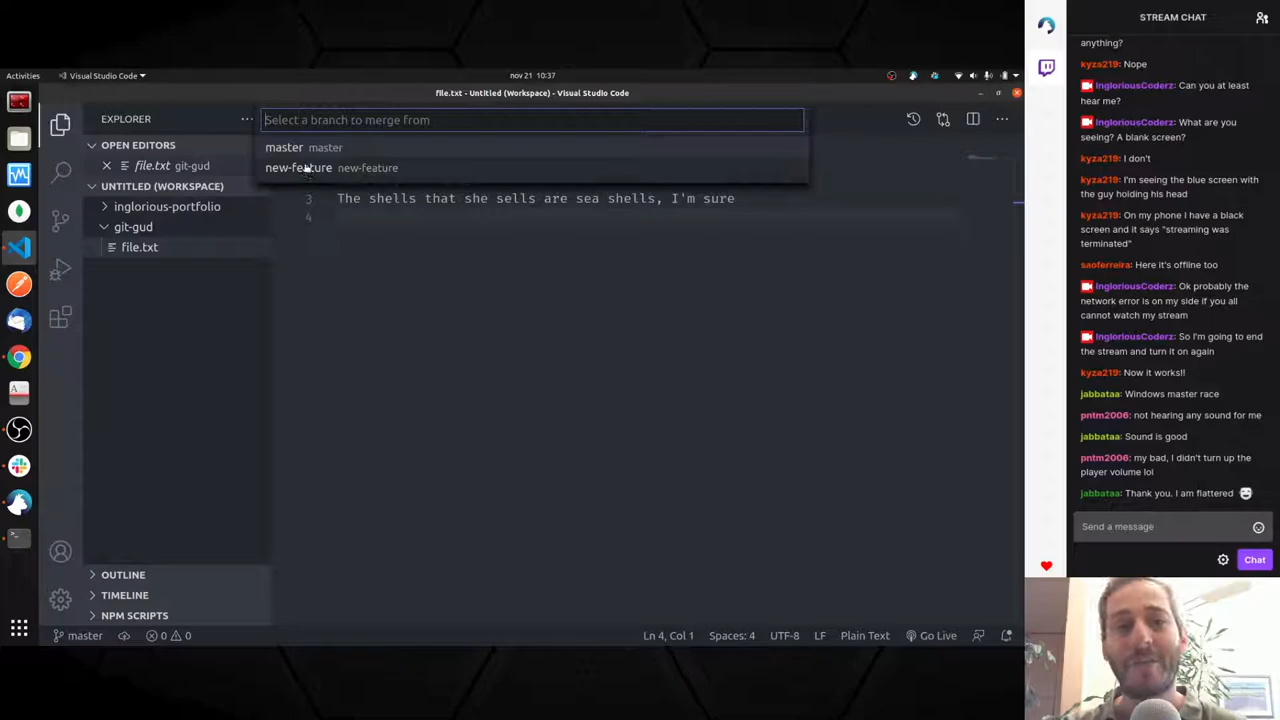 Activities
Visual Studio Code
nov 21 10:37
file.txt - Untitled (Workspace) - Visual Studio Code
EXPLORER
OPEN EDITORS
file.txt git-gud
UNTITLED (WORKSPACE)
inglorious-portfolio
git-gud
file.txt
OUTLINE
TIMELINE
NPM SCRIPTS
Select a branch to merge from
master master
new-feature new-feature
3 The shells that she sells are sea shells, I'm sure
4
master
0
0
Ln 4, Col 1
Spaces: 4
UTF-8
LF
Plain Text
Go Live
STREAM CHAT
anything?
kyza219: Nope
IngloriousCoderz: Can you at least
hear me?
IngloriousCoderz: What are you
seeing? A blank screen?
kyza219: I don't
kyza219: I'm seeing the blue screen with
the guy holding his head
kyza219: On my phone I have a black
screen and it says "streaming was
terminated"
saoferreira: Here it's offline too
IngloriousCoderz: Ok probably the
network error is on my side if you all
cannot watch my stream
IngloriousCoderz: So I'm going to end
the stream and turn it on again
kyza219: Now it works!!
jabbataa: Windows master race
pntm2006: not hearing any sound for me
jabbataa: Sound is good
pntm2006: my bad, I didn't turn up the
player volume lol
jabbataa: Thank you. I am flattered
Send a message
Chat